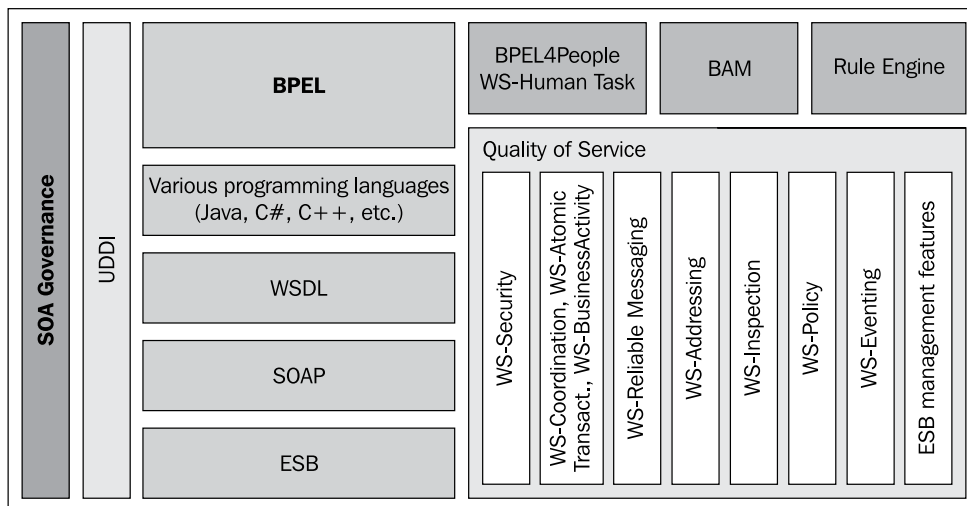 SOA Governance
UDDI
BPEL
Various programming languages
(Java, C#, C++, etc.)
WSDL
SOAP
ESB
BPEL4People
WS-Human Task
BAM
Rule Engine
Quality of Service
WS-Security
WS-Coordination, WS-Atomic
Transact., WS-BusinessActivity
WS-Reliable Messaging
WS-Addressing
WS-Inspection
WS-Policy
WS-Eventing
ESB management features